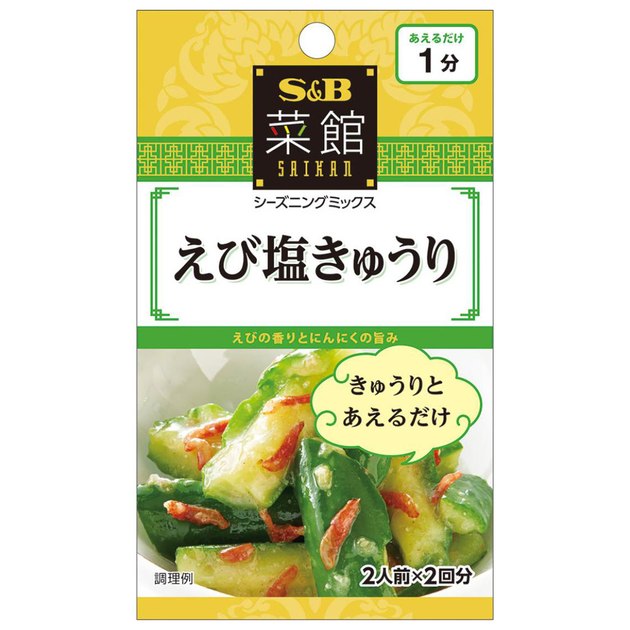 あえるだけ
1分
S&B
菜館
SAIKAN
シーズニングミックス
えび塩きゅうり
えびの香りとにんにくの旨み
きゅうりと
あえるだけ
調理例
2人前×2回分